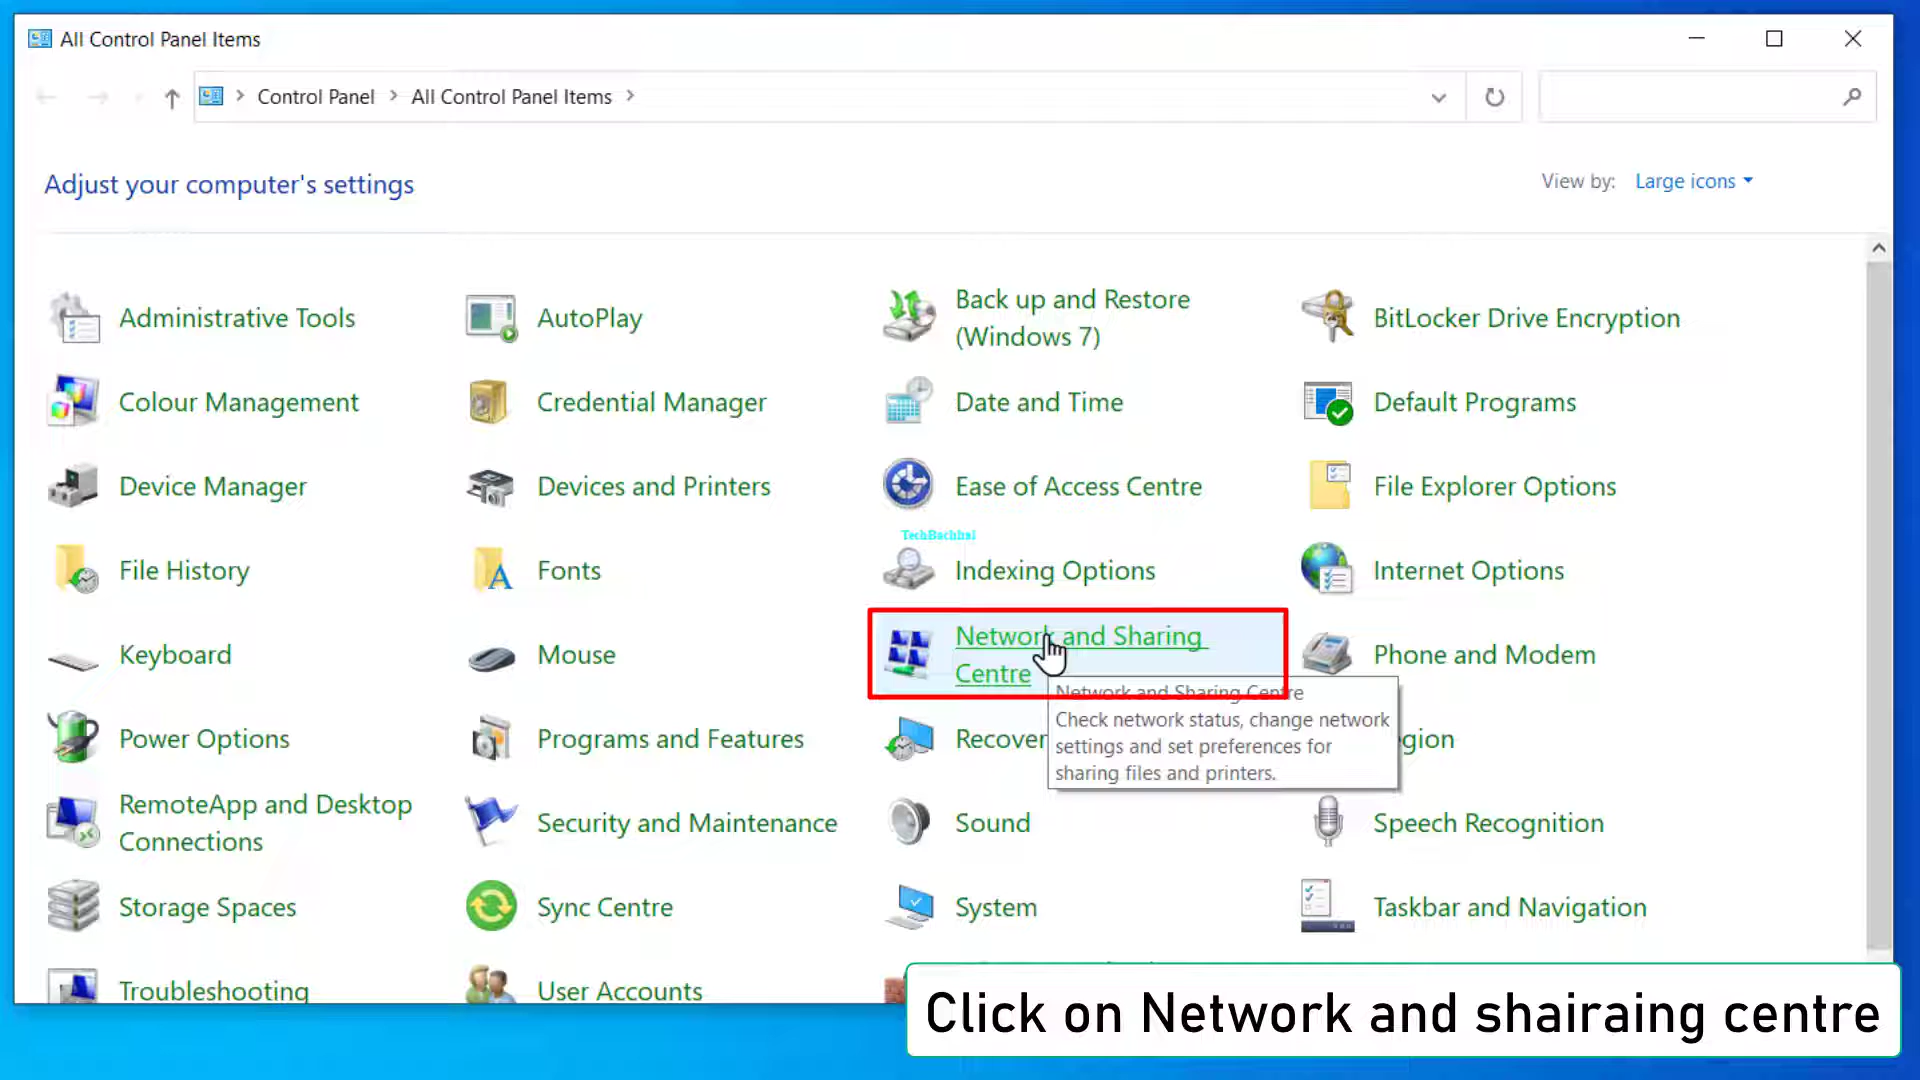 All Control Panel Items
Control Panel
All Control Panel Items
Adjust your computer's settings
View by:
Large icons
Administrative Tools
AutoPlay
Back up and Restore
(Windows 7)
BitLocker Drive Encryption
Colour Management
Credential Manager
Date and Time
Default Programs
Device Manager
Devices and Printers
Ease of Access Centre
File Explorer Options
TechBachhal
File History
Fonts
Indexing Options
Internet Options
Keyboard
Mouse
Network and Sharing
Centre
Phone and Modem
Network and Sharing Centre
Check network status, change network
settings and set preferences for
sharing files and printers.
Power Options
Programs and Features
RemoteApp and Desktop
Connections
Security and Maintenance
Sound
Speech Recognition
Storage Spaces
Sync Centre
System
Taskbar and Navigation
Troubleshooting
User Accounts
Click on Network and shairaing centre